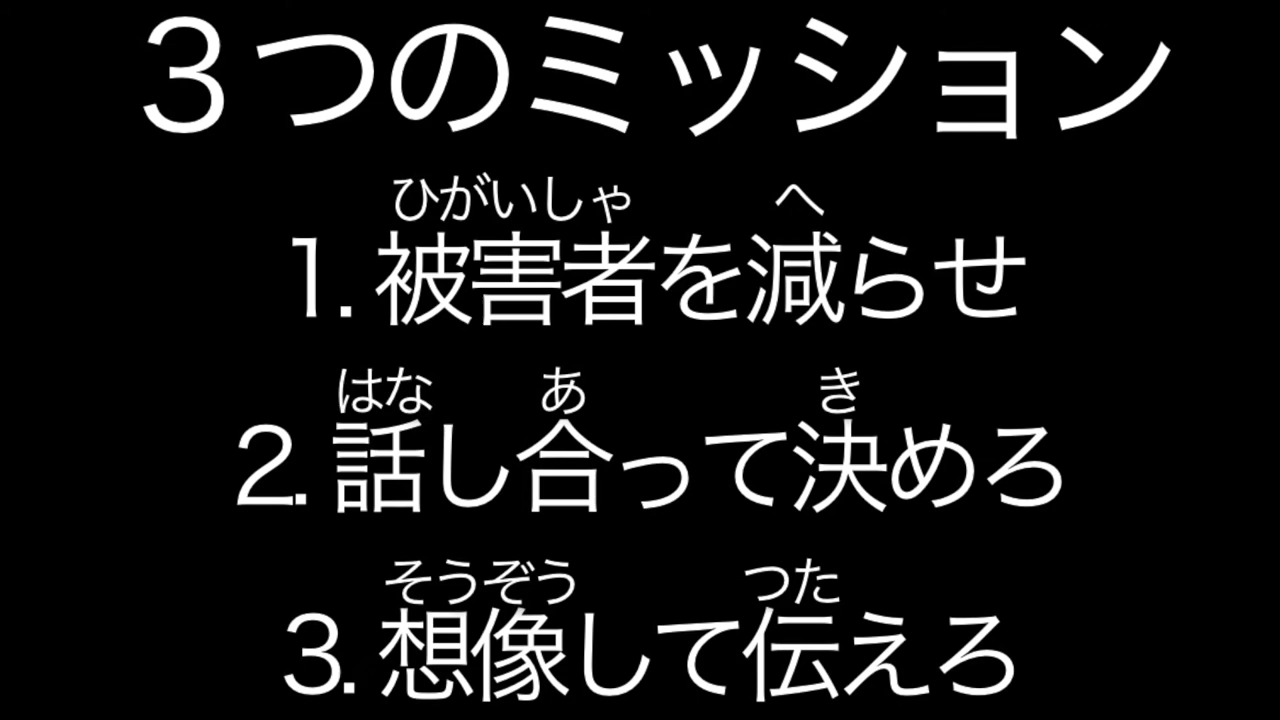 ３つのミッション
ひがいしゃ　へ
1. 被害者を減らせ
はな　あ　き
2. 話し合って決めろ
そうぞう　つた
3. 想像して伝えろ